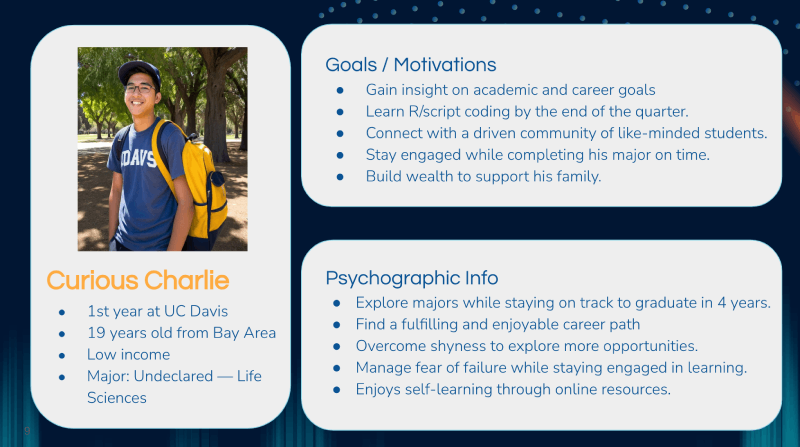 DAVIS
Curious Charlie
● 1st year at UC Davis
● 19 years old from Bay Area
● Low income
● Major: Undeclared — Life
Sciences
Goals / Motivations
● Gain insight on academic and career goals
● Learn R/script coding by the end of the quarter.
● Connect with a driven community of like-minded students.
● Stay engaged while completing his major on time.
● Build wealth to support his family.
Psychographic Info
● Explore majors while staying on track to graduate in 4 years.
● Find a fulfilling and enjoyable career path
● Overcome shyness to explore more opportunities.
● Manage fear of failure while staying engaged in learning.
● Enjoys self-learning through online resources.
9